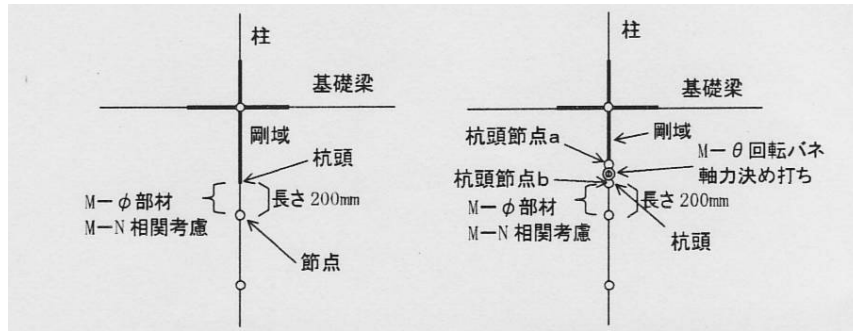 柱
基礎梁
剛域
杭頭
M－φ部材
M－N 相関考慮
長さ200mm
節点
柱
基礎梁
杭頭節点a
剛域
M－θ回転バネ
軸力決め打ち
杭頭節点b
M－φ部材
M－N 相関考慮
長さ200mm
杭頭